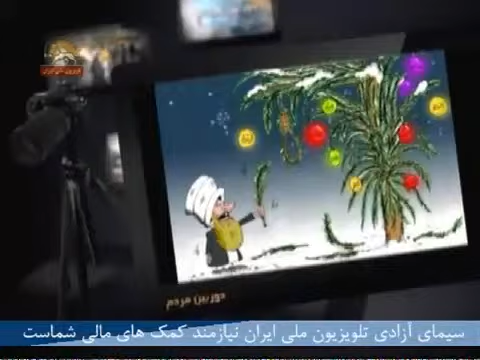 دوربین مردم
سیمای آزادی تلویزیون ملی ایران نیازمند کمک های مالی شماست